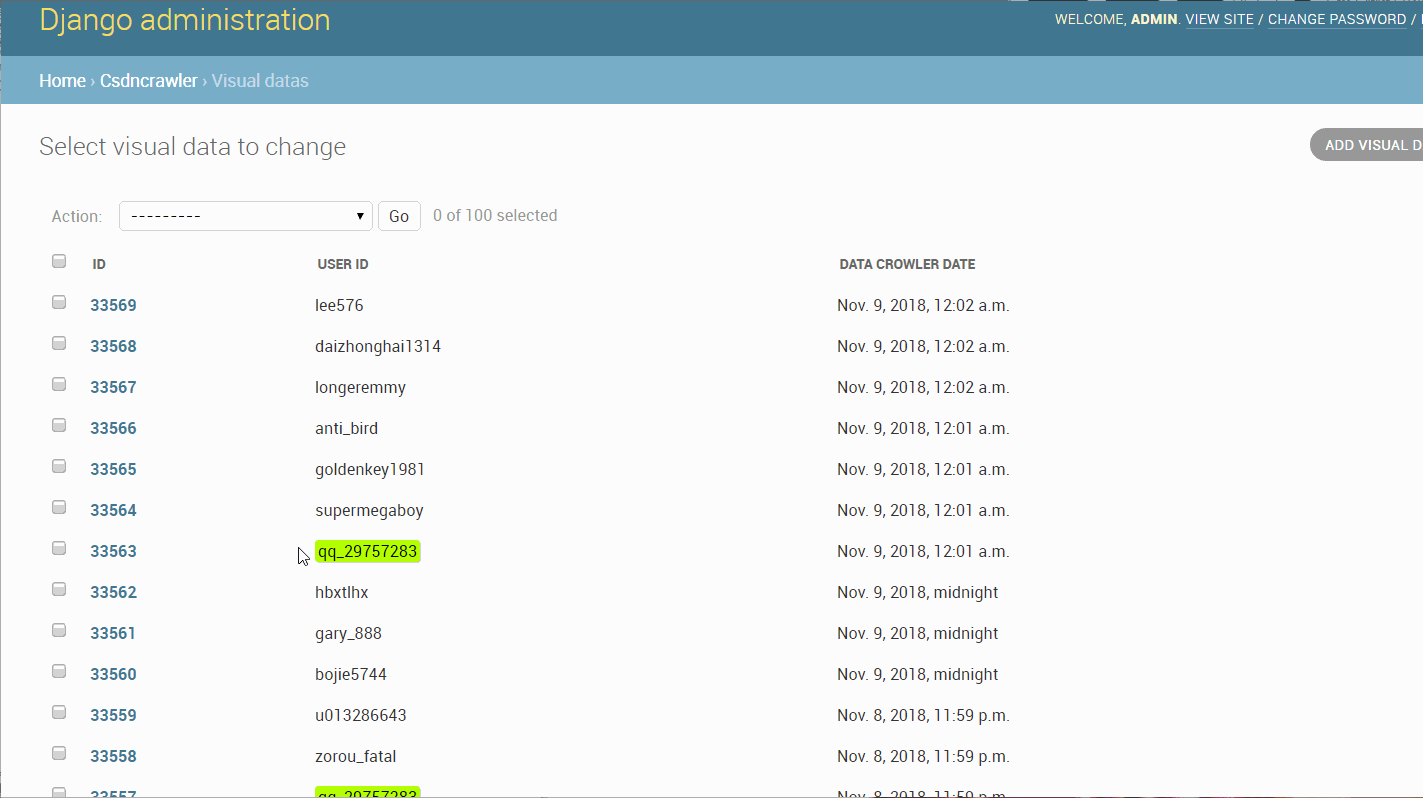 Django administration
WELCOME, ADMIN. VIEW SITE / CHANGE PASSWORD /
Home › Csdncrawler › Visual datas
Select visual data to change
ADD VISUAL D
Action: --------- Go 0 of 100 selected
ID USER ID DATA CROWLER DATE
33569 lee576 Nov. 9, 2018, 12:02 a.m.
33568 daizhonghai1314 Nov. 9, 2018, 12:02 a.m.
33567 longeremmy Nov. 9, 2018, 12:02 a.m.
33566 anti_bird Nov. 9, 2018, 12:01 a.m.
33565 goldenkey1981 Nov. 9, 2018, 12:01 a.m.
33564 supermegaboy Nov. 9, 2018, 12:01 a.m.
33563 qq_29757283 Nov. 9, 2018, 12:01 a.m.
33562 hbxtlhx Nov. 9, 2018, midnight
33561 gary_888 Nov. 9, 2018, midnight
33560 bojie5744 Nov. 9, 2018, midnight
33559 u013286643 Nov. 8, 2018, 11:59 p.m.
33558 zorou_fatal Nov. 8, 2018, 11:59 p.m.
33557 qq_29757283 Nov. 8, 2018, 11:59 p.m.